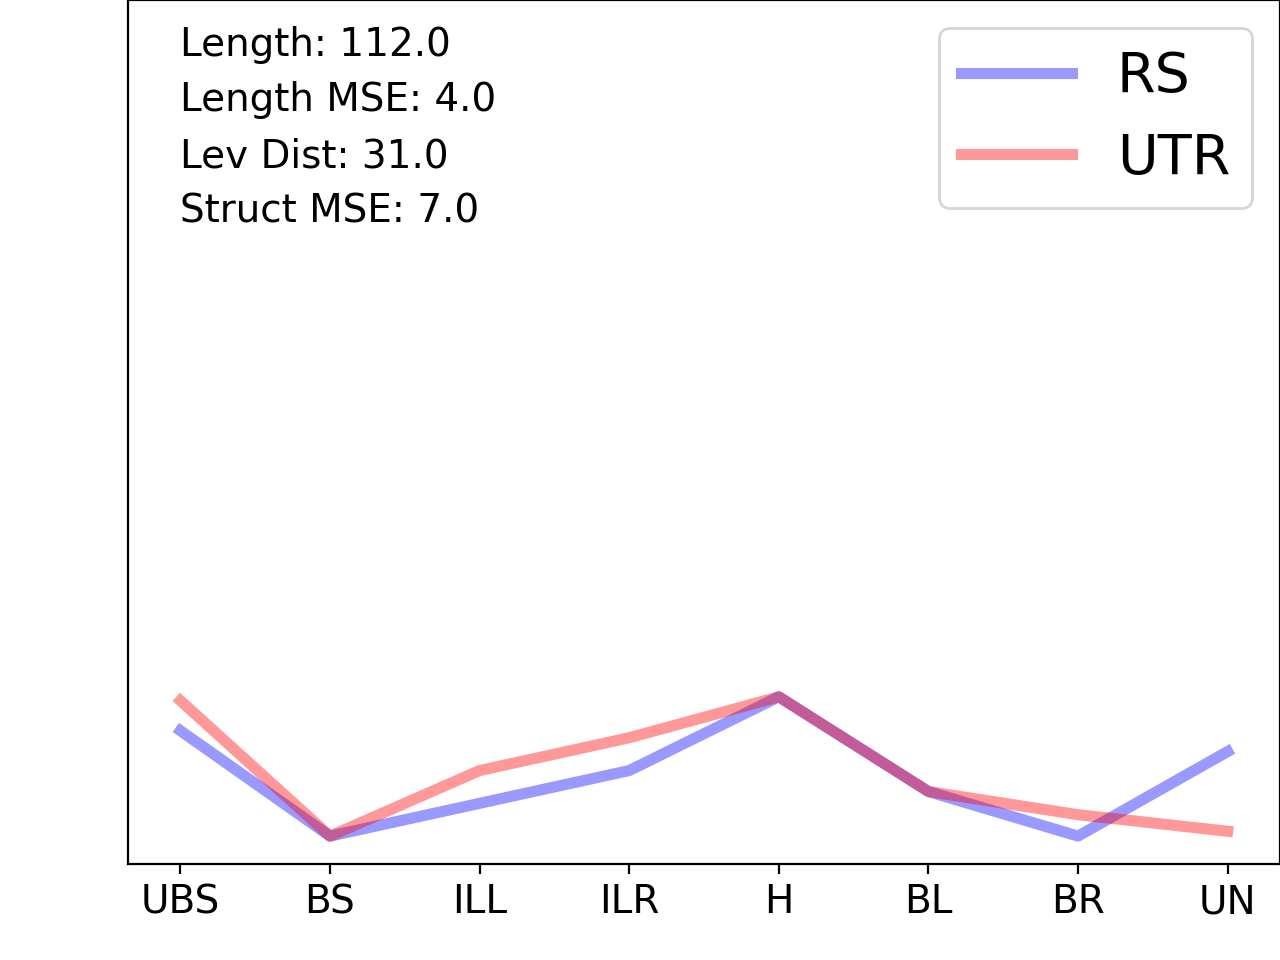 Length: 112.0
Length MSE: 4.0
Lev Dist: 31.0
Struct MSE: 7.0
RS
UTR
UBS BS ILL ILR H BL BR UN